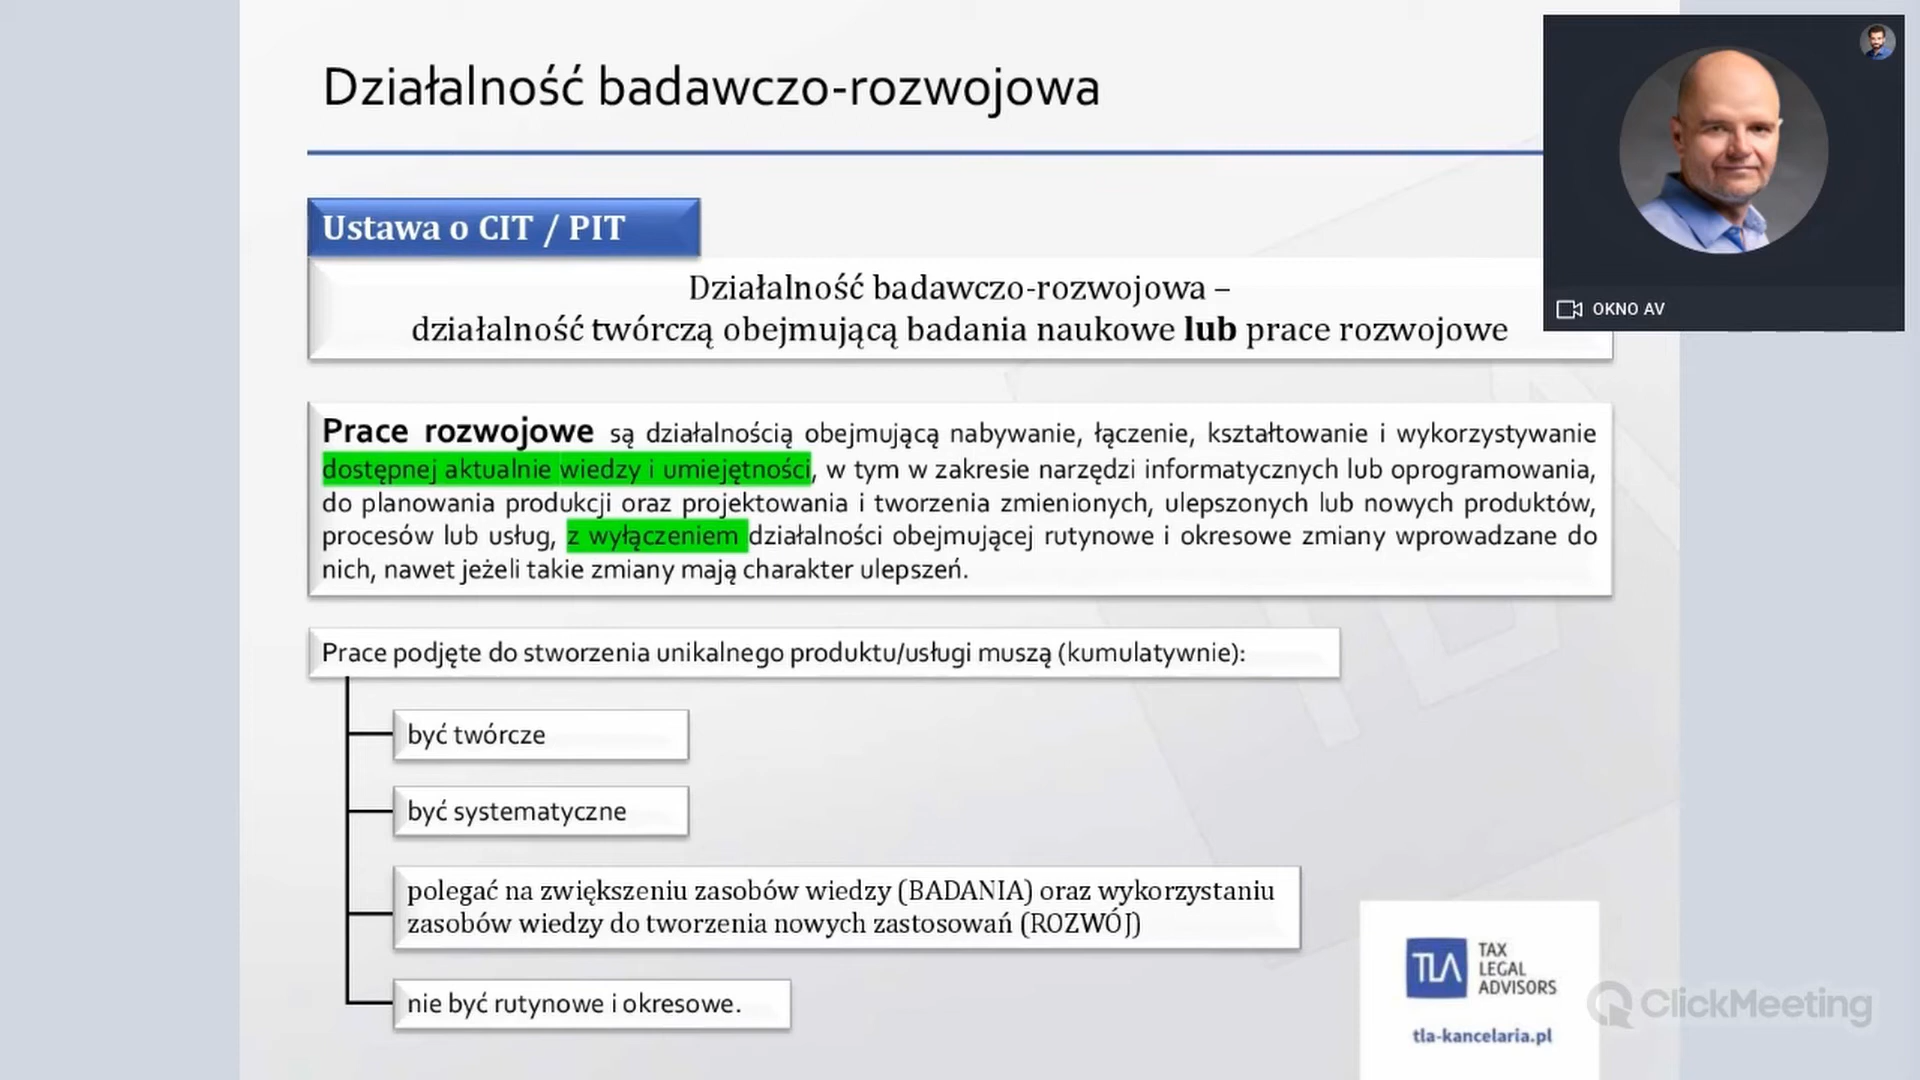 Działalność badawczo-rozwojowa
Ustawa o CIT / PIT
Działalność badawczo-rozwojowa –
działalność twórczą obejmującą badania naukowe lub prace rozwojowe
OKNO AV
Prace rozwojowe są działalnością obejmującą nabywanie, łączenie, kształtowanie i wykorzystywanie
dostępnej aktualnie wiedzy i umiejętności, w tym w zakresie narzędzi informatycznych lub oprogramowania,
do planowania produkcji oraz projektowania i tworzenia zmienionych, ulepszonych lub nowych produktów,
procesów lub usług, z wyłączeniem działalności obejmującej rutynowe i okresowe zmiany wprowadzane do
nich, nawet jeżeli takie zmiany mają charakter ulepszeń.
Prace podjęte do stworzenia unikalnego produktu/usługi muszą (kumulatywnie):
być twórcze
być systematyczne
polegać na zwiększeniu zasobów wiedzy (BADANIA) oraz wykorzystaniu
zasobów wiedzy do tworzenia nowych zastosowań (ROZWÓJ)
nie być rutynowe i okresowe.
TLA
TAX
LEGAL
ADVISORS
tla-kancelaria.pl
ClickMeeting